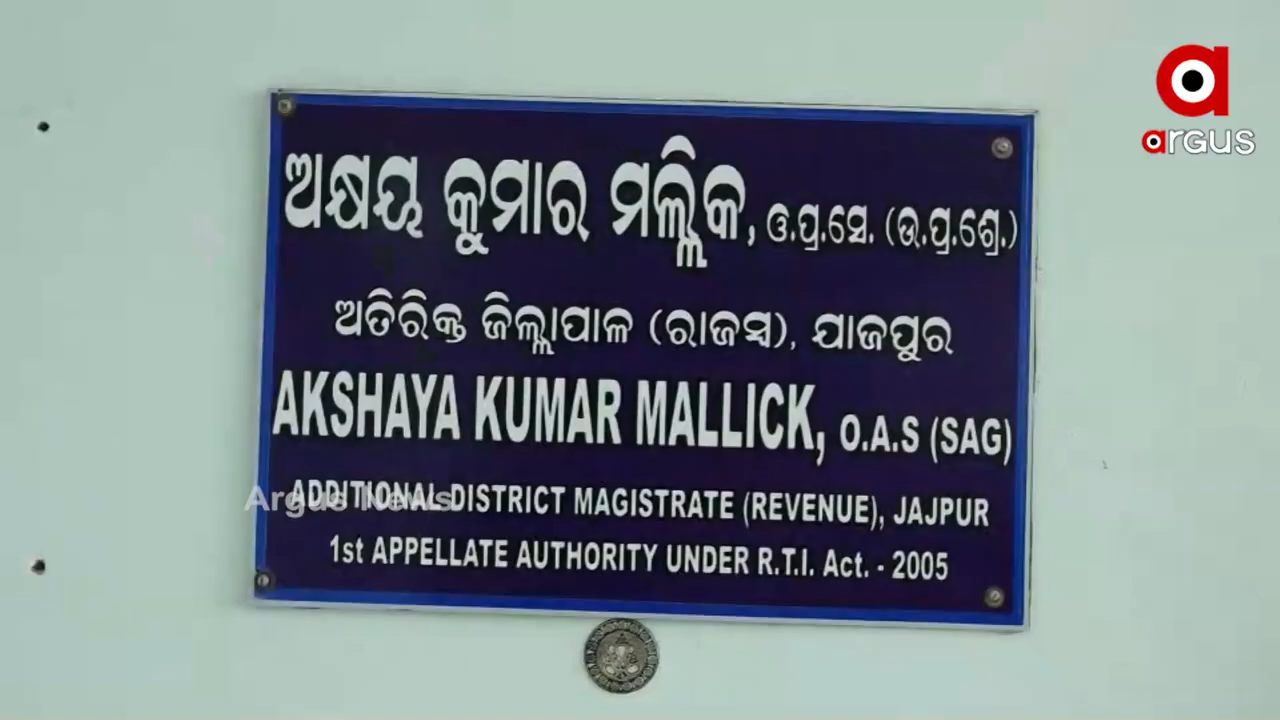 ଅକ୍ଷୟ କୁମାର ମଲ୍ଲିକ, ଓ.ପ୍ର.ସେ. (ଉ.ପ୍ର.ଶ୍ରେ.)
ଅତିରିକ୍ତ ଜିଲ୍ଲାପାଳ (ରାଜସ୍ୱ), ଯାଜପୁର
AKSHAYA KUMAR MALLICK, O.A.S (SAG)
ADDITIONAL DISTRICT MAGISTRATE (REVENUE), JAJPUR
1st APPELLATE AUTHORITY UNDER R.T.I. Act. - 2005
Argus News
argus